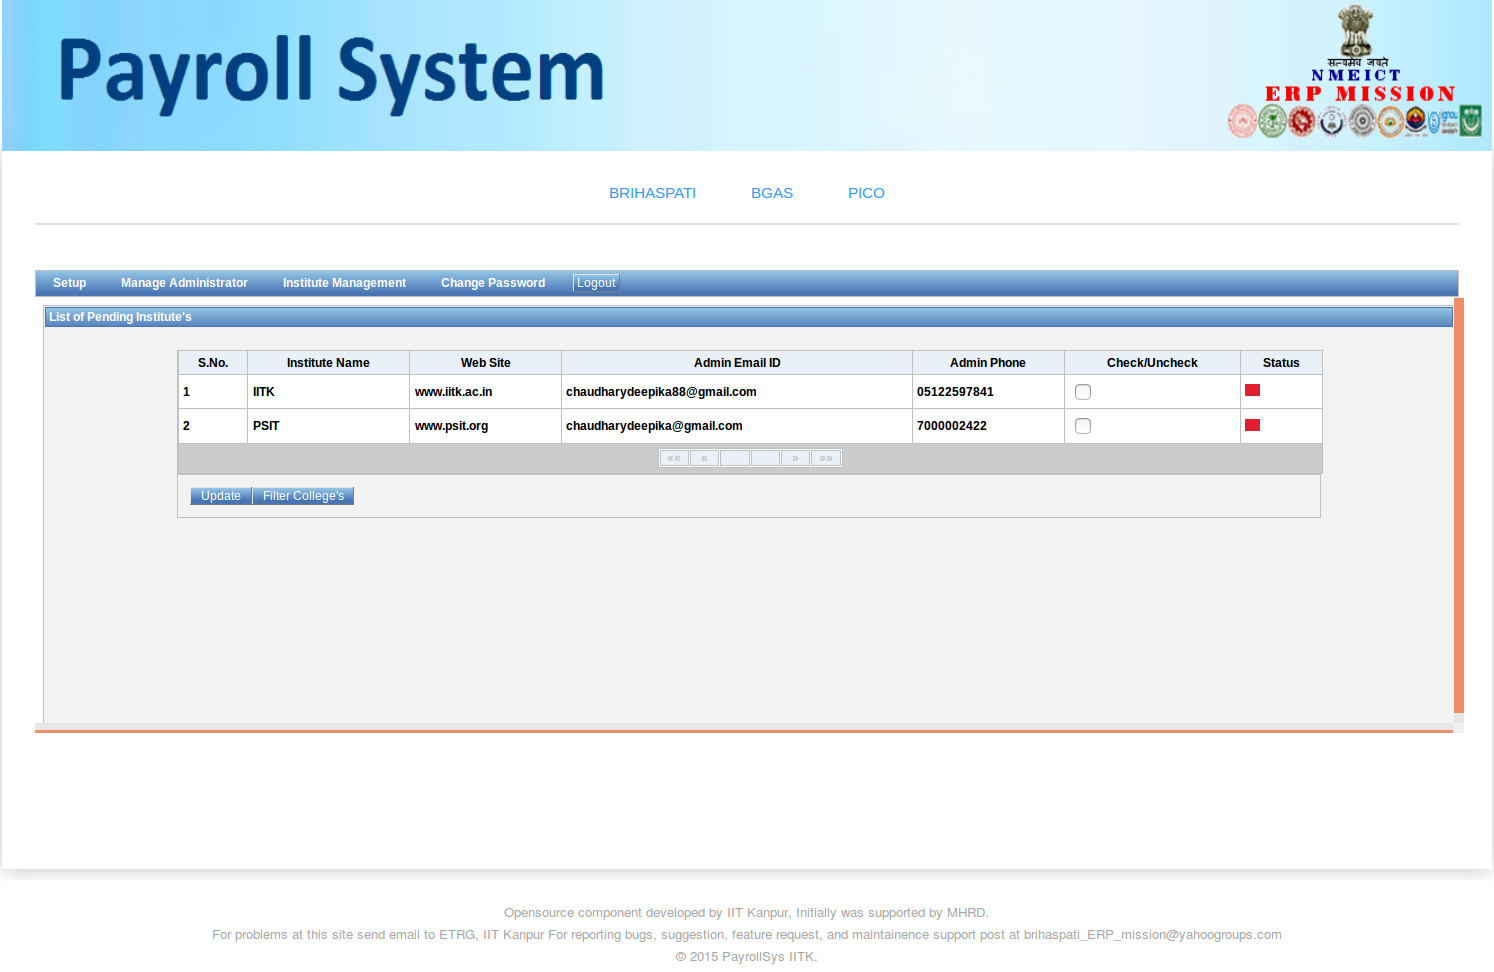 Payroll System
सत्यमेव जयते
NMEICT
ERP MISSION
ignou
BRIHASPATI BGAS PICO
Setup Manage Administrator Institute Management Change Password Logout
List of Pending Institute's
S.No. Institute Name Web Site Admin Email ID Admin Phone Check/Uncheck Status
1 IITK www.iitk.ac.in chaudharydeepika88@gmail.com 05122597841
2 PSIT www.psit.org chaudharydeepika@gmail.com 7000002422
«« « » »»
Update Filter College's
Opensource component developed by IIT Kanpur, Initially was supported by MHRD.
For problems at this site send email to ETRG, IIT Kanpur For reporting bugs, suggestion, feature request, and maintainence support post at brihaspati_ERP_mission@yahoogroups.com
© 2015 PayrollSys IITK.